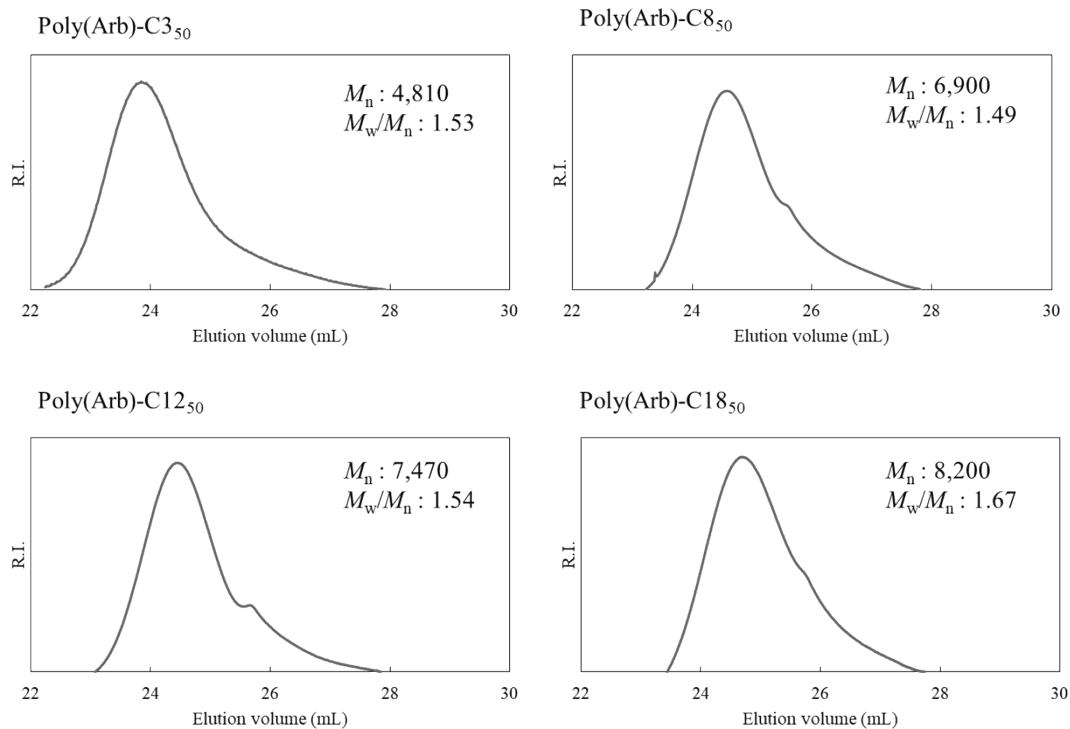 Poly(Arb)-C3₅₀
Mₙ : 4,810
M_w/Mₙ : 1.53
R.I.
22 24 26 28 30
Elution volume (mL)
Poly(Arb)-C8₅₀
Mₙ : 6,900
M_w/Mₙ : 1.49
R.I.
22 24 26 28 30
Elution volume (mL)
Poly(Arb)-C12₅₀
Mₙ : 7,470
M_w/Mₙ : 1.54
R.I.
22 24 26 28 30
Elution volume (mL)
Poly(Arb)-C18₅₀
Mₙ : 8,200
M_w/Mₙ : 1.67
R.I.
22 24 26 28 30
Elution volume (mL)